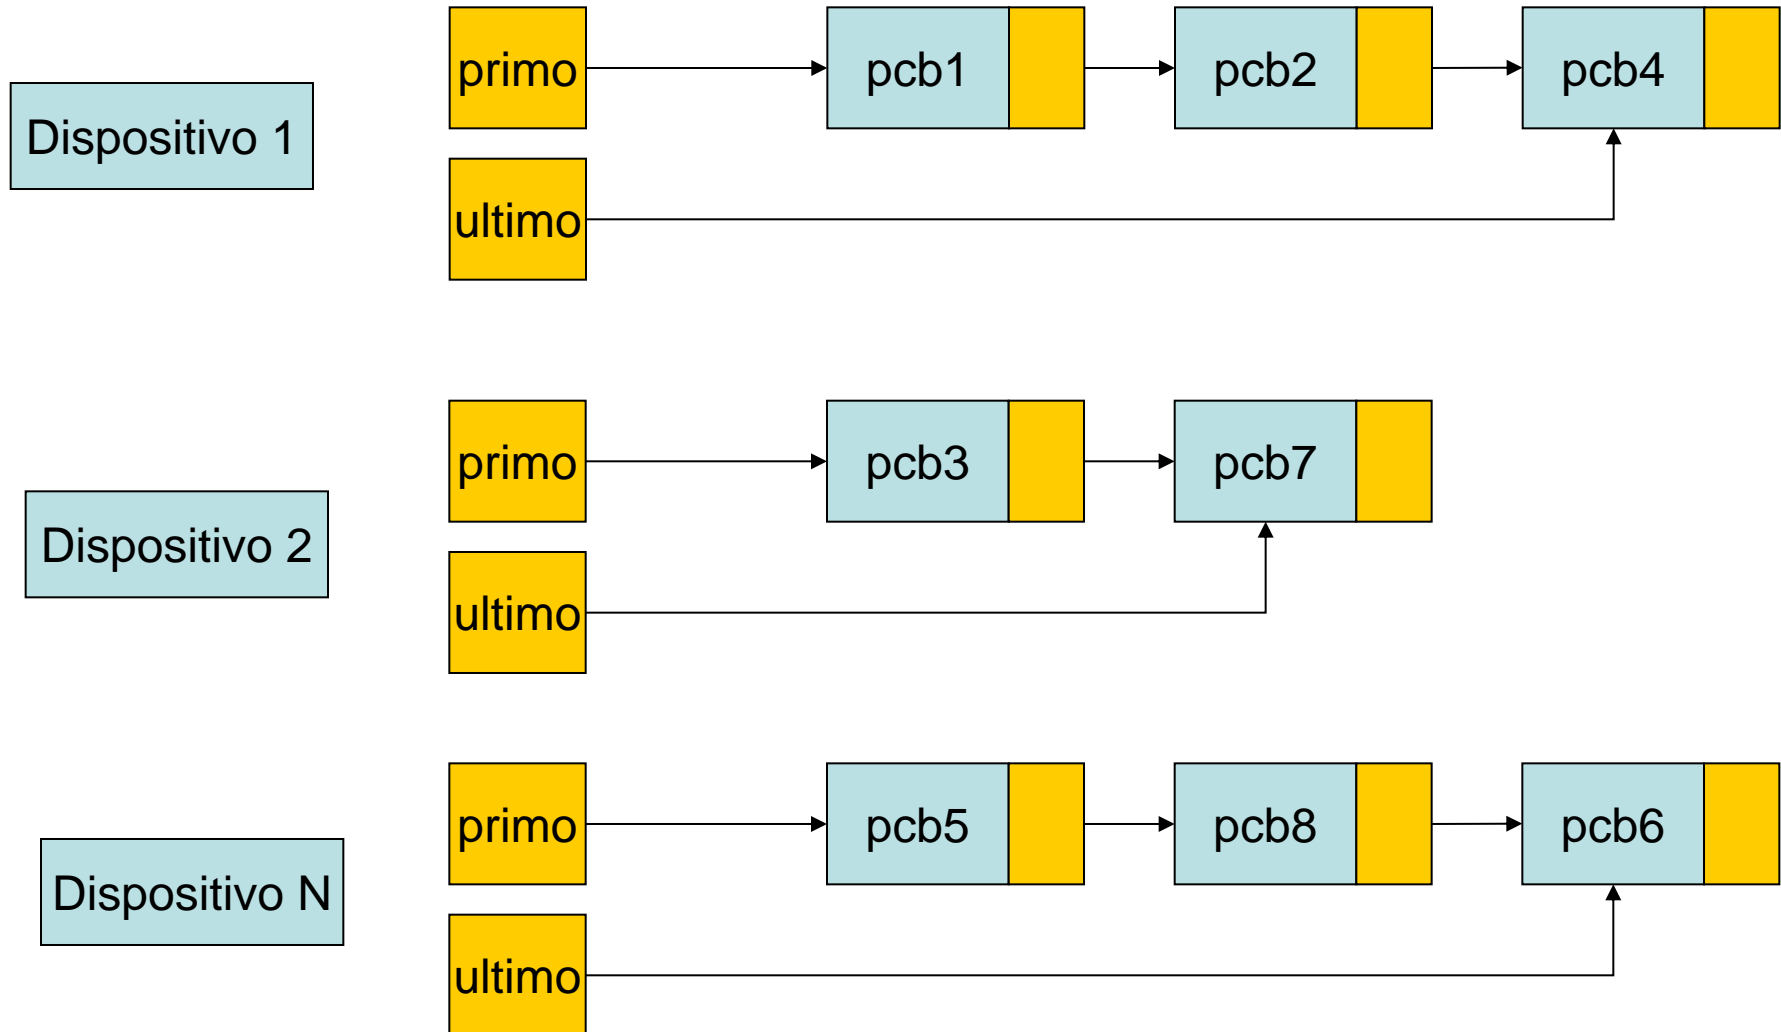 primo
pcb1
pcb2
pcb4
Dispositivo 1
ultimo
primo
pcb3
pcb7
Dispositivo 2
ultimo
primo
pcb5
pcb8
pcb6
Dispositivo N
ultimo